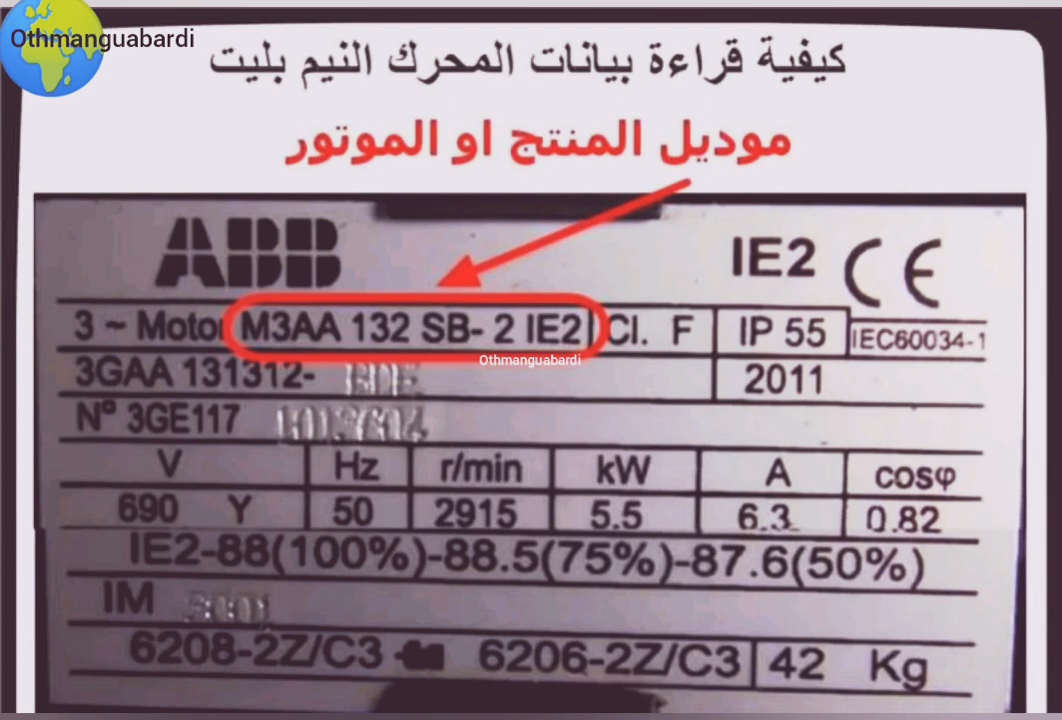 Othmanguabardi
كيفية قراءة بيانات المحرك النيم بليت
موديل المنتج او الموتور
ABB IE2 CE
3 ~ Motor M3AA 132 SB- 2 IE2 Cl. F IP 55 IEC60034-1
Othmanguabardi
3GAA 131312- 2011
Nº 3GE117
V Hz r/min kW A cosφ
690 Y 50 2915 5.5 6.3 0.82
IE2-88(100%)-88.5(75%)-87.6(50%)
IM
6208-2Z/C3 6206-2Z/C3 42 Kg